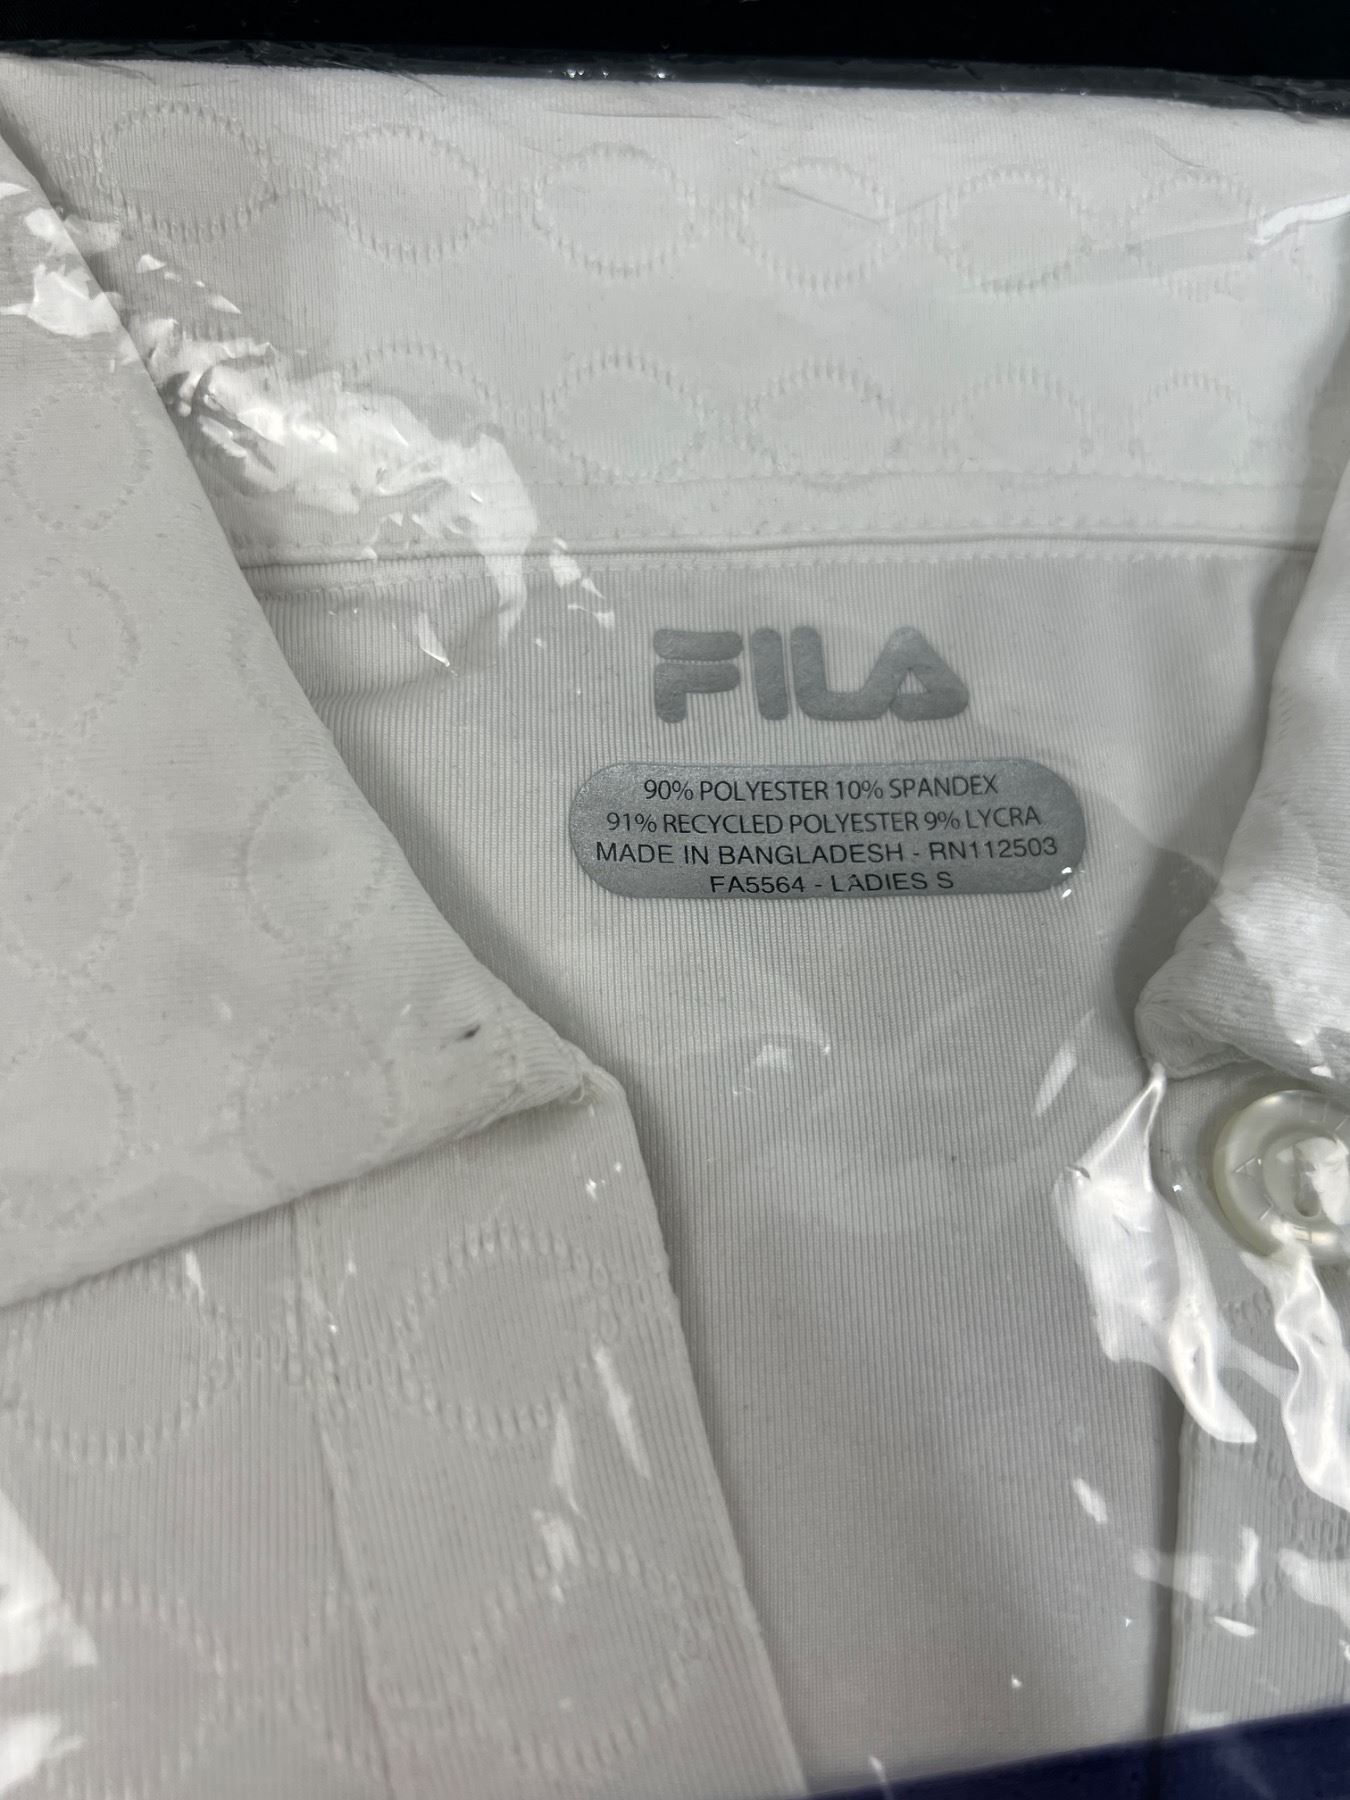 FILA
90% POLYESTER 10% SPANDEX
91% RECYCLED POLYESTER 9% LYCRA
MADE IN BANGLADESH - RN112503
FA5564 - LADIES S